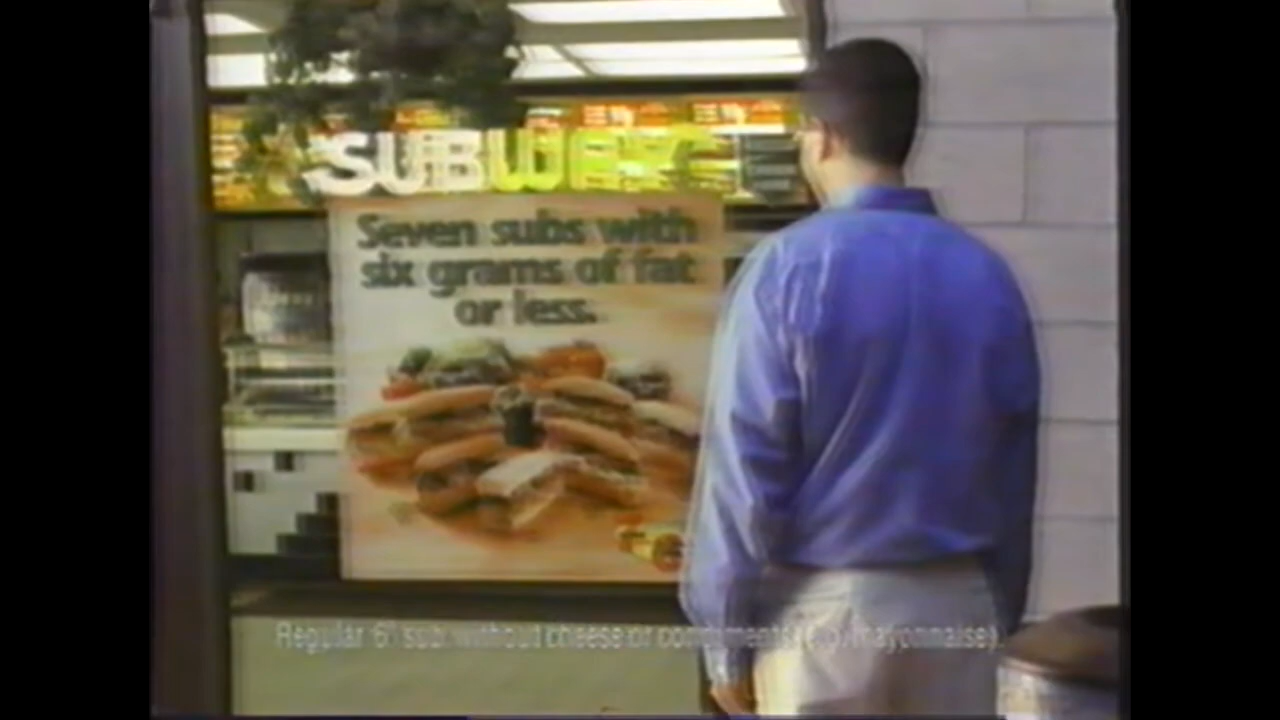 SUBWAY
Seven subs with
six grams of fat
or less.
Regular 6" sub without cheese or condiments (e.g. mayonnaise).